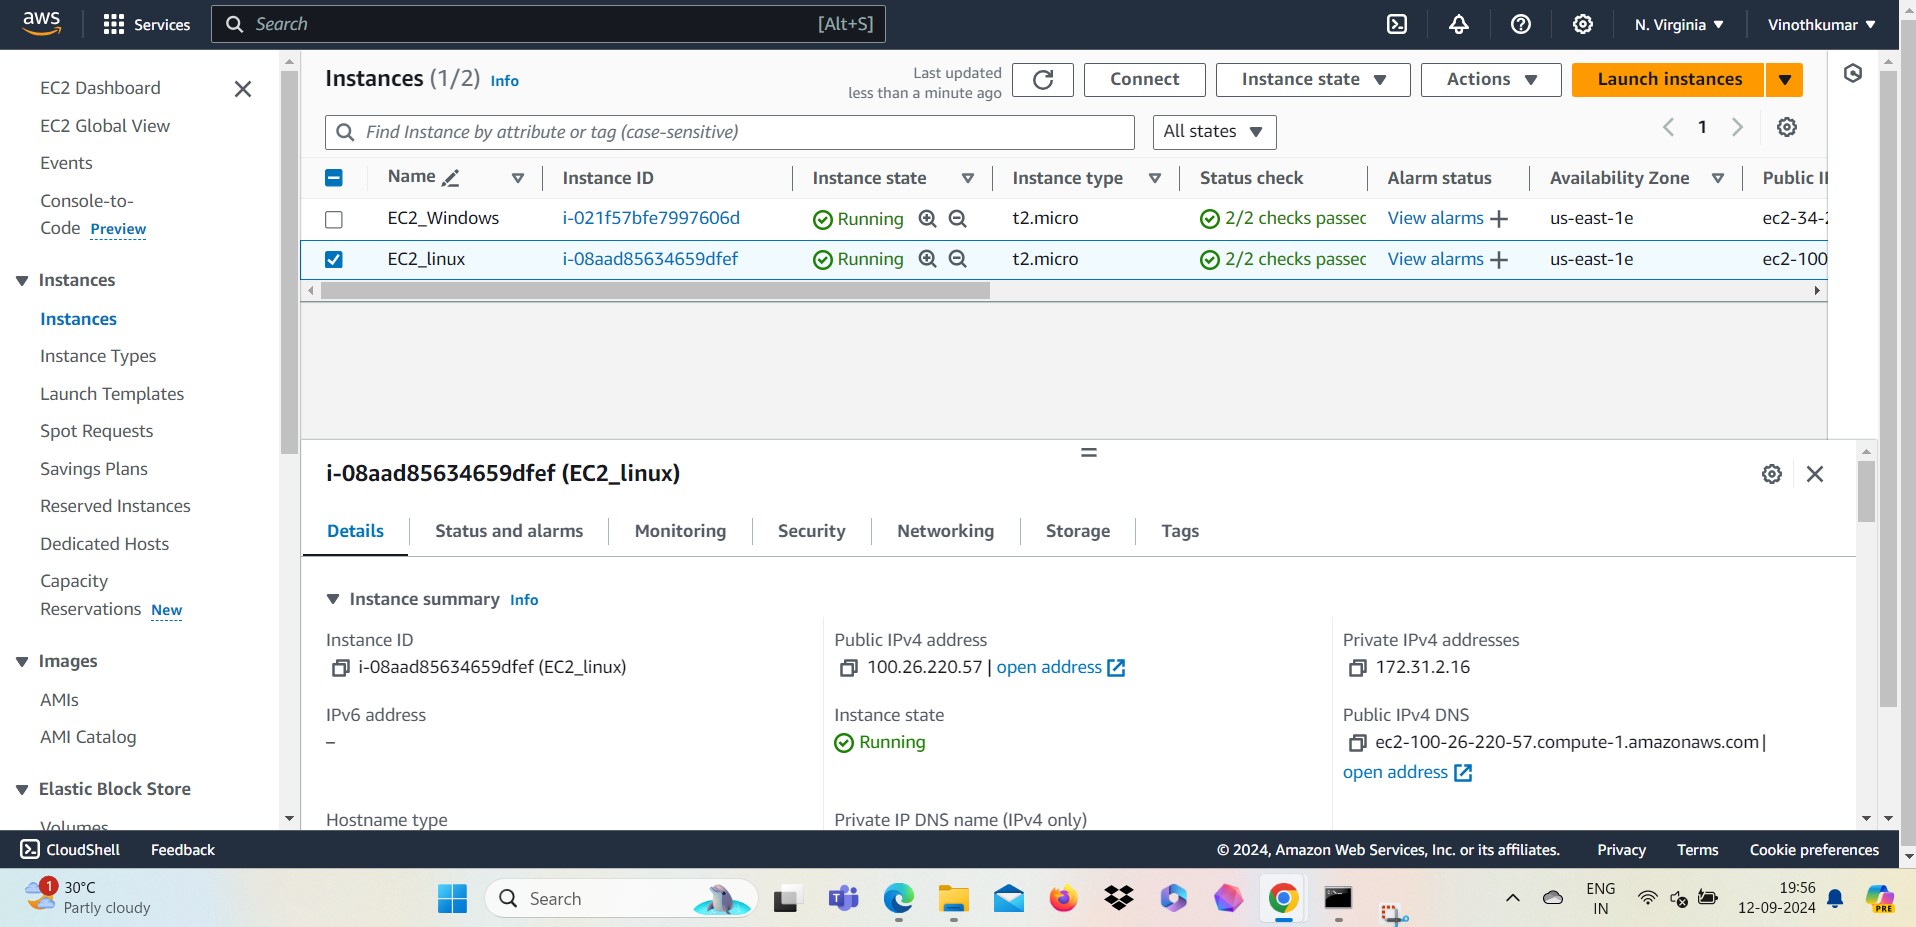 aws
Services
Search
[Alt+S]
N. Virginia
Vinothkumar
EC2 Dashboard
EC2 Global View
Events
Console-to-
Code Preview
Instances
Instances
Instance Types
Launch Templates
Spot Requests
Savings Plans
Reserved Instances
Dedicated Hosts
Capacity
Reservations New
Images
AMIs
AMI Catalog
Elastic Block Store
Volumes
Instances (1/2) Info
Last updated
less than a minute ago
Connect
Instance state
Actions
Launch instances
Find Instance by attribute or tag (case-sensitive)
All states
1
Name Instance ID Instance state Instance type Status check Alarm status Availability Zone Public I
EC2_Windows i-021f57bfe7997606d Running t2.micro 2/2 checks passec View alarms + us-east-1e ec2-34-
EC2_linux i-08aad85634659dfef Running t2.micro 2/2 checks passec View alarms + us-east-1e ec2-100
i-08aad85634659dfef (EC2_linux)
Details Status and alarms Monitoring Security Networking Storage Tags
Instance summary Info
Instance ID
i-08aad85634659dfef (EC2_linux)
Public IPv4 address
100.26.220.57 | open address
Private IPv4 addresses
172.31.2.16
IPv6 address
–
Instance state
Running
Public IPv4 DNS
ec2-100-26-220-57.compute-1.amazonaws.com |
open address
Hostname type
Private IP DNS name (IPv4 only)
CloudShell Feedback
© 2024, Amazon Web Services, Inc. or its affiliates. Privacy Terms Cookie preferences
1
30°C
Partly cloudy
Search
ENG
IN
19:56
12-09-2024
PRE